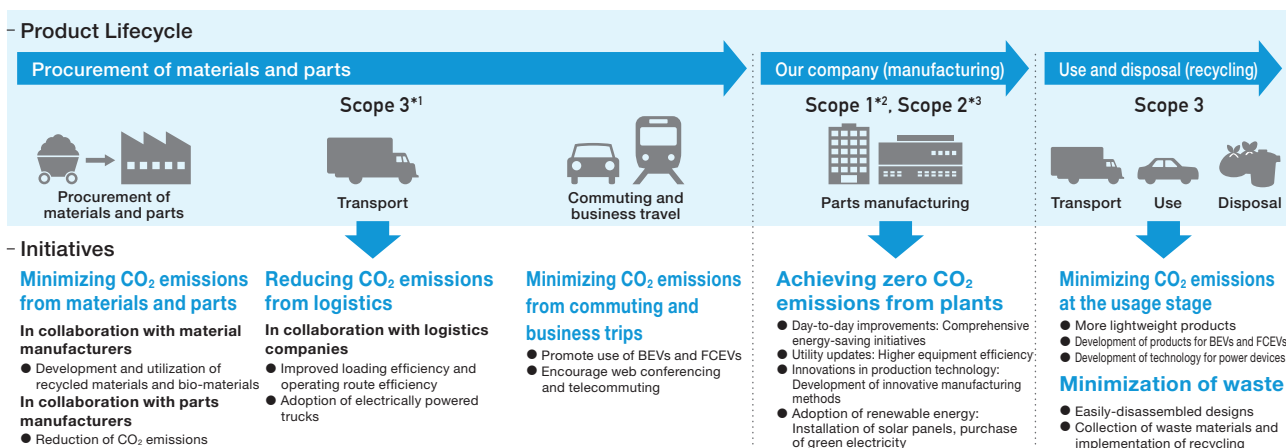 Product Lifecycle
Procurement of materials and parts
Our company (manufacturing)
Use and disposal (recycling)
Scope 3*1
Scope 1*2, Scope 2*3
Scope 3
Procurement of
materials and parts
Transport
Commuting and
business travel
Parts manufacturing
Transport
Use
Disposal
Initiatives
Minimizing CO2 emissions
from materials and parts
In collaboration with material
manufacturers
● Development and utilization of
recycled materials and bio-materials
In collaboration with parts
manufacturers
● Reduction of CO2 emissions
Reducing CO2 emissions
from logistics
In collaboration with logistics
companies
● Improved loading efficiency and
operating route efficiency
● Adoption of electrically powered
trucks
Minimizing CO2 emissions
from commuting and
business trips
● Promote use of BEVs and FCEVs
● Encourage web conferencing
and telecommuting
Achieving zero CO2
emissions from plants
● Day-to-day improvements: Comprehensive
energy-saving initiatives
● Utility updates: Higher equipment efficiency
● Innovations in production technology:
Development of innovative manufacturing
methods
● Adoption of renewable energy:
Installation of solar panels, purchase
of green electricity
Minimizing CO2 emissions
at the usage stage
● More lightweight products
● Development of products for BEVs and FCEVs
● Development of technology for power devices
Minimization of waste
● Easily-disassembled designs
● Collection of waste materials and
implementation of recycling